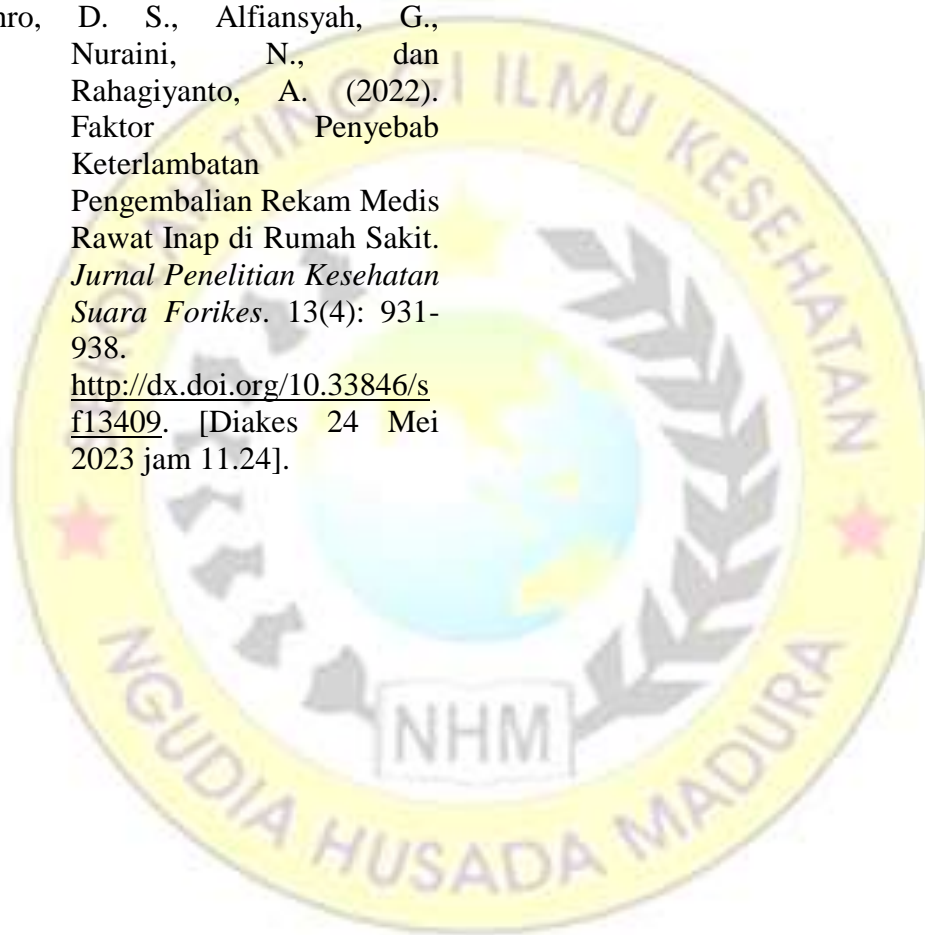 D. S., Alfiansyah, G.,
Nuraini, N., dan
Rahagiyanto, A. (2022).
Faktor Penyebab
Keterlambatan
Pengembalian Rekam Medis
Rawat Inap di Rumah Sakit.
Jurnal Penelitian Kesehatan
Suara Forikes. 13(4): 931-
938.
http://dx.doi.org/10.33846/s
f13409. [Diakes 24 Mei
2023 jam 11.24].
TINGGI ILMU KESEHATAN
NHM
NGUDIA HUSADA MADURA